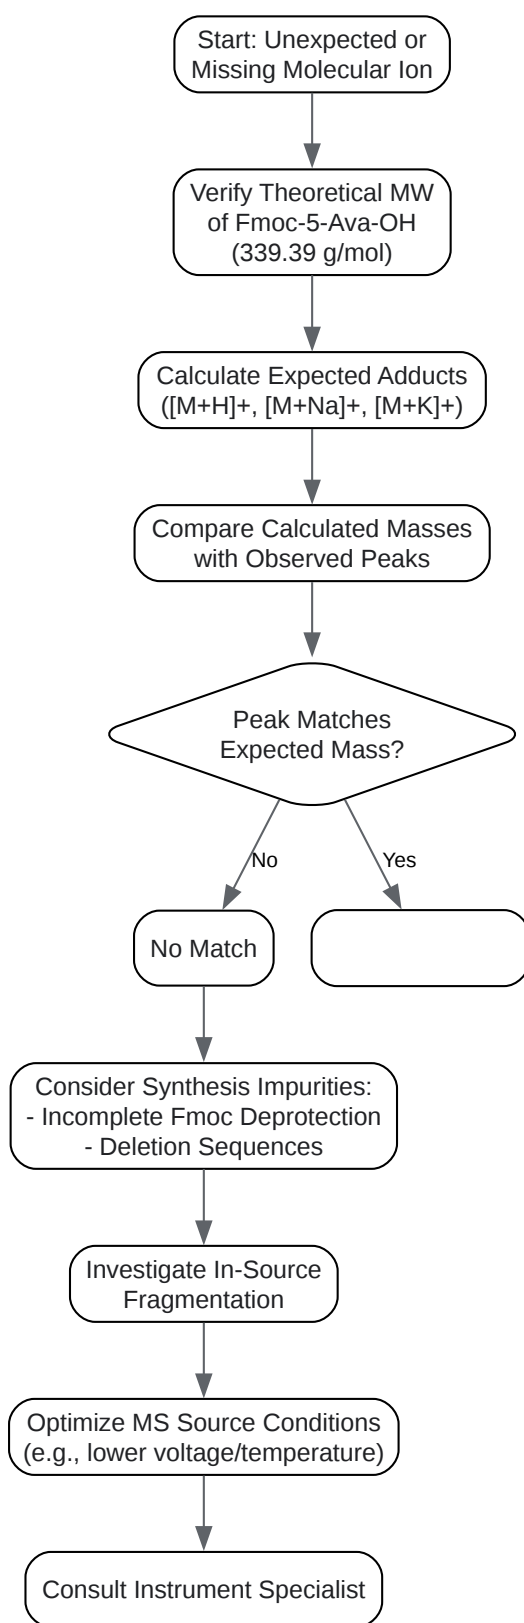 Start: Unexpected or
Missing Molecular Ion
Verify Theoretical MW
of Fmoc-5-Ava-OH
(339.39 g/mol)
Calculate Expected Adducts
([M+H]+, [M+Na]+, [M+K]+)
Compare Calculated Masses
with Observed Peaks
Peak Matches
Expected Mass?
No
Yes
No Match
Consider Synthesis Impurities:
- Incomplete Fmoc Deprotection
- Deletion Sequences
Investigate In-Source
Fragmentation
Optimize MS Source Conditions
(e.g., lower voltage/temperature)
Consult Instrument Specialist